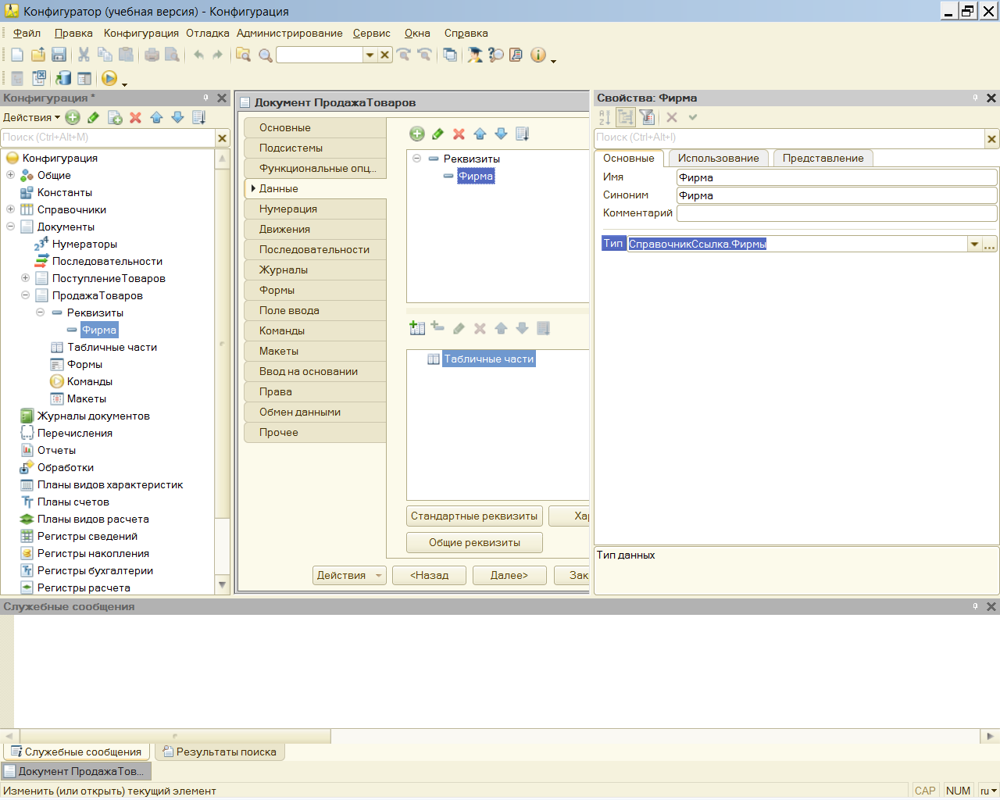 Конфигуратор (учебная версия) - Конфигурация
Файл Правка Конфигурация Отладка Администрирование Сервис Окна Справка
Конфигурация *
Действия
Поиск (Ctrl+Alt+M)
Конфигурация
Общие
Константы
Справочники
Документы
Нумераторы
Последовательности
ПоступлениеТоваров
ПродажаТоваров
Реквизиты
Фирма
Табличные части
Формы
Команды
Макеты
Журналы документов
Перечисления
Отчеты
Обработки
Планы видов характеристик
Планы счетов
Планы видов расчета
Регистры сведений
Регистры накопления
Регистры бухгалтерии
Регистры расчета
Документ ПродажаТоваров
Основные
Подсистемы
Функциональные опц...
Данные
Нумерация
Движения
Последовательности
Журналы
Формы
Поле ввода
Команды
Макеты
Ввод на основании
Права
Обмен данными
Прочее
Реквизиты
Фирма
Табличные части
Стандартные реквизиты Хар
Общие реквизиты
Действия <Назад Далее> Зак
Свойства: Фирма
Поиск (Ctrl+Alt+I)
Основные Использование Представление
Имя Фирма
Синоним Фирма
Комментарий
Тип СправочникСсылка.Фирмы ...
Тип данных
Служебные сообщения
Служебные сообщения Результаты поиска
Документ ПродажаТов...
Изменить (или открыть) текущий элемент CAP NUM ru